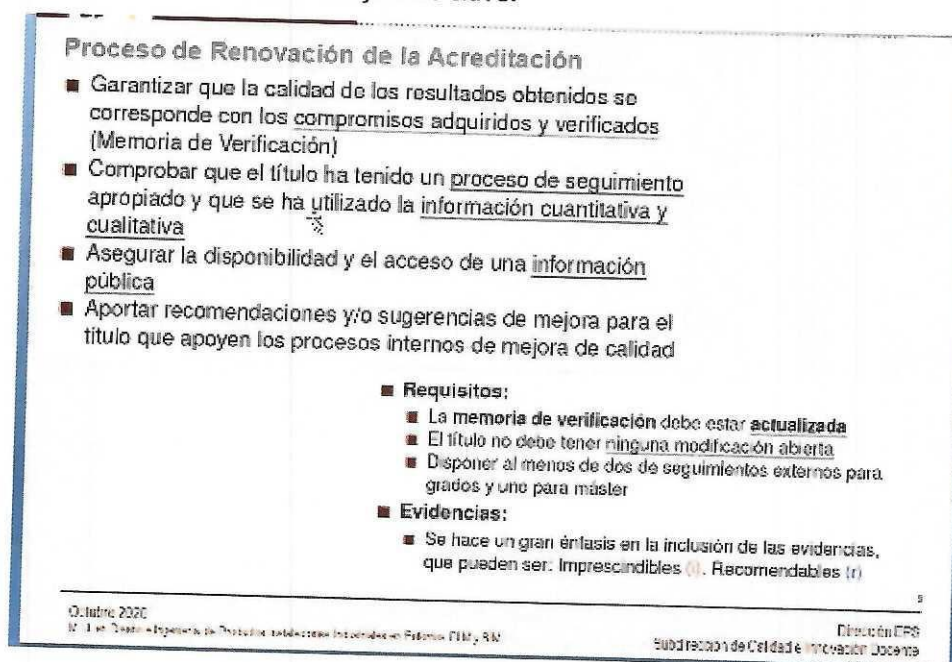 Proceso de Renovación de la Acreditación
■ Garantizar que la calidad de los resultados obtenidos se
corresponde con los compromisos adquiridos y verificados
(Memoria de Verificación)
■ Comprobar que el título ha tenido un proceso de seguimiento
apropiado y que se ha utilizado la información cuantitativa y
cualitativa
■ Asegurar la disponibilidad y el acceso de una información
pública
■ Aportar recomendaciones y/o sugerencias de mejora para el
título que apoyen los procesos internos de mejora de calidad
■ Requisitos:
■ La memoria de verificación debe estar actualizada
■ El título no debe tener ninguna modificación abierta
■ Disponer al menos de dos de seguimientos externos para
grados y uno para máster
■ Evidencias:
■ Se hace un gran énfasis en la inclusión de las evidencias,
que pueden ser: Imprescindibles (i). Recomendables (r)
Octubre 2020
Dirección EPS
Subdirección de Calidad e Innovación Docente